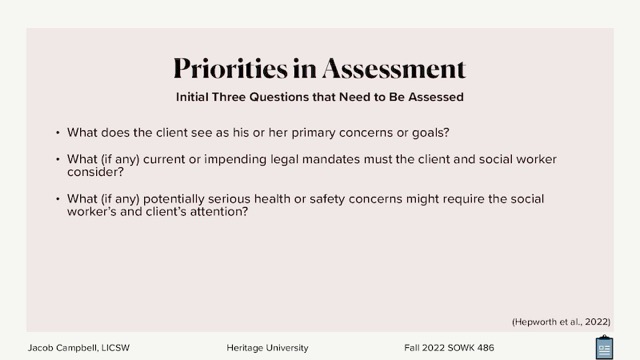 Priorities in Assessment
Initial Three Questions that Need to Be Assessed
• What does the client see as his or her primary concerns or goals?
• What (if any) current or impending legal mandates must the client and social worker
consider?
• What (if any) potentially serious health or safety concerns might require the social
worker's and client's attention?
(Hepworth et al., 2022)
Jacob Campbell, LICSW
Heritage University
Fall 2022 SOWK 486